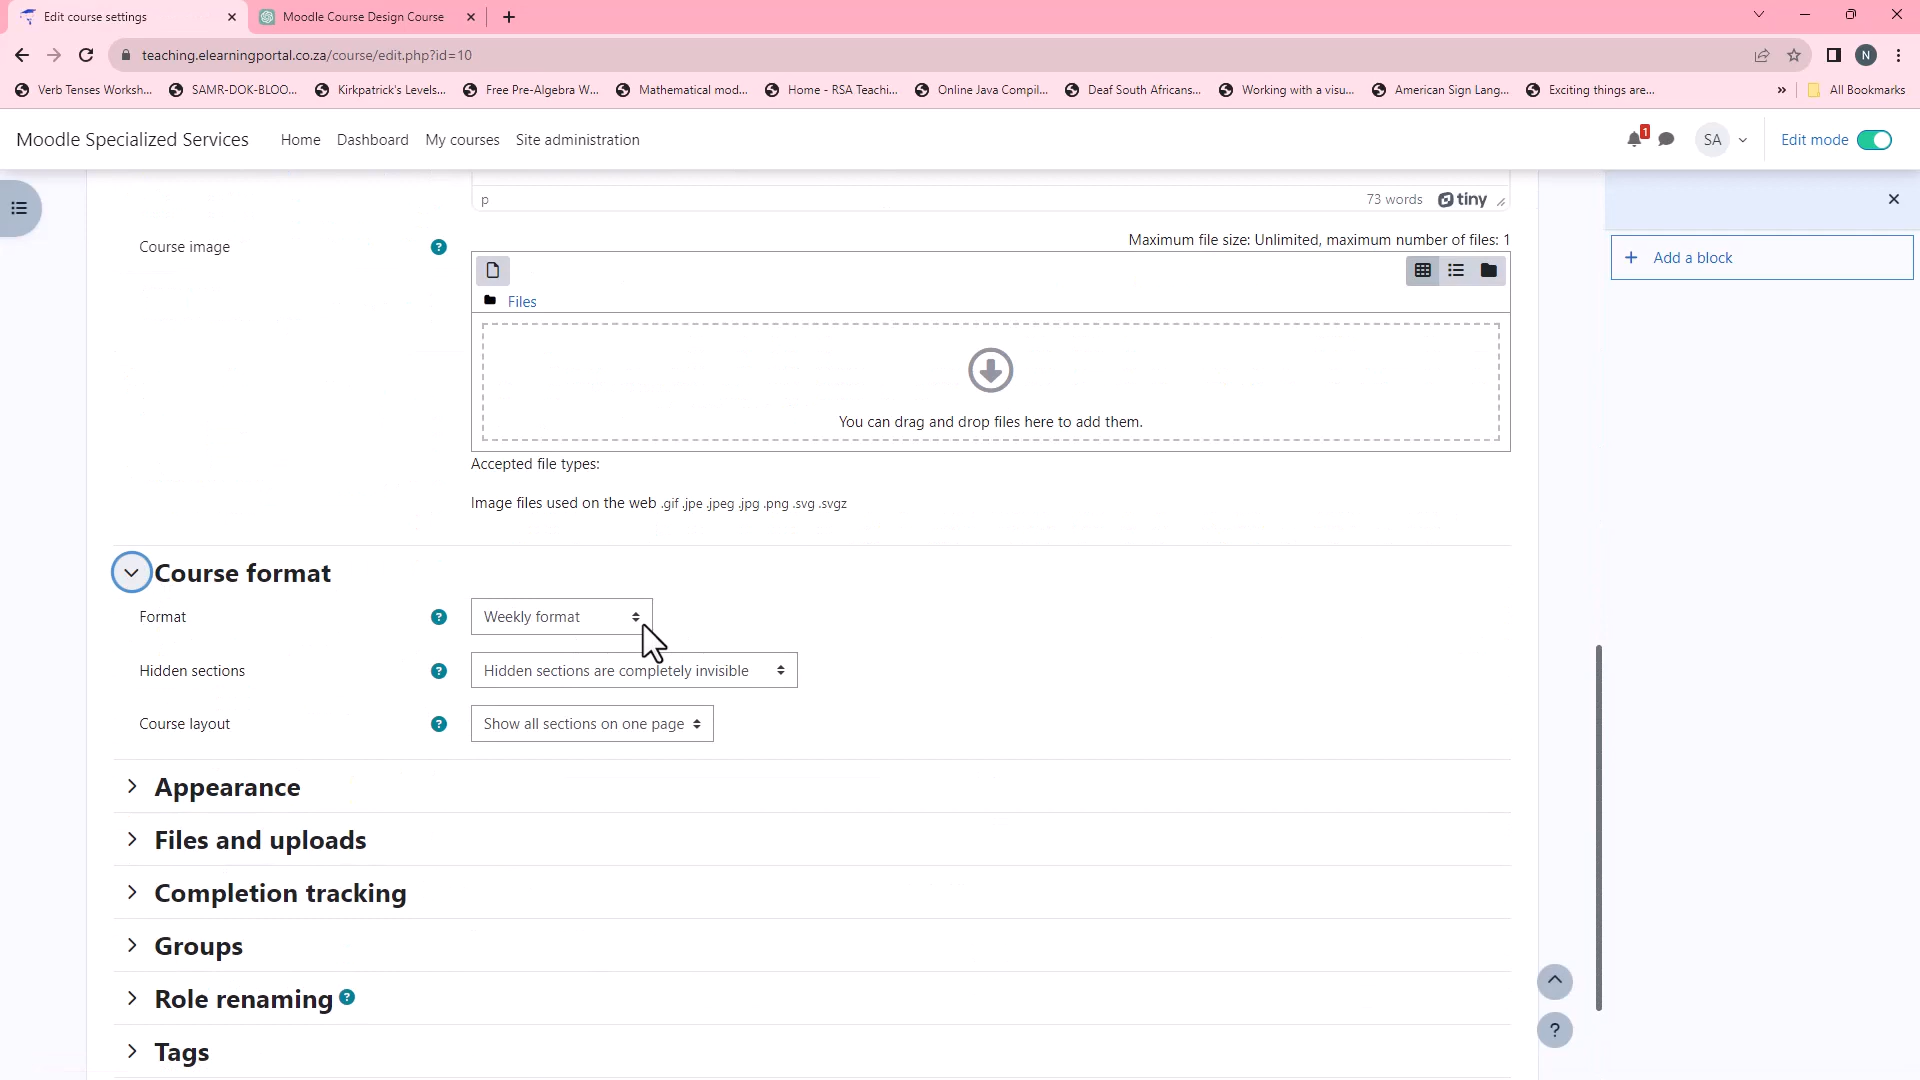 Edit course settings
Moodle Course Design Course
teaching.elearningportal.co.za/course/edit.php?id=10
N
Verb Tenses Worksh...
SAMR-DOK-BLOO...
Kirkpatrick's Levels...
Free Pre-Algebra W...
Mathematical mod...
Home - RSA Teachi...
Online Java Compil...
Deaf South Africans...
Working with a visu...
American Sign Lang...
Exciting things are...
»
All Bookmarks
Moodle Specialized Services
Home
Dashboard
My courses
Site administration
1
SA
Edit mode
p
73 words
tiny
Course image
?
Maximum file size: Unlimited, maximum number of files: 1
Files
You can drag and drop files here to add them.
Accepted file types:
Image files used on the web .gif .jpe .jpeg .jpg .png .svg .svgz
+ Add a block
Course format
Format
?
Weekly format
Hidden sections
?
Hidden sections are completely invisible
Course layout
?
Show all sections on one page
Appearance
Files and uploads
Completion tracking
Groups
Role renaming
?
Tags
?